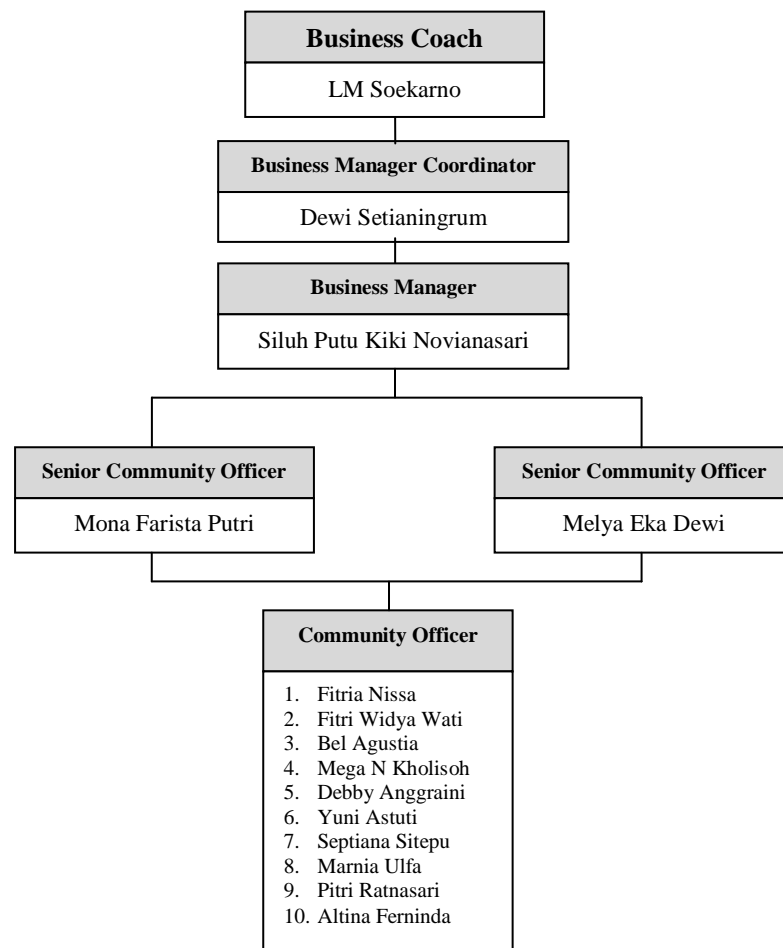 Business Coach
LM Soekarno
Business Manager Coordinator
Dewi Setianingrum
Business Manager
Siluh Putu Kiki Novianasari
Senior Community Officer
Mona Farista Putri
Senior Community Officer
Melya Eka Dewi
Community Officer
1. Fitria Nissa
2. Fitri Widya Wati
3. Bel Agustia
4. Mega N Kholisoh
5. Debby Anggraini
6. Yuni Astuti
7. Septiana Sitepu
8. Marnia Ulfa
9. Pitri Ratnasari
10. Altina Ferninda